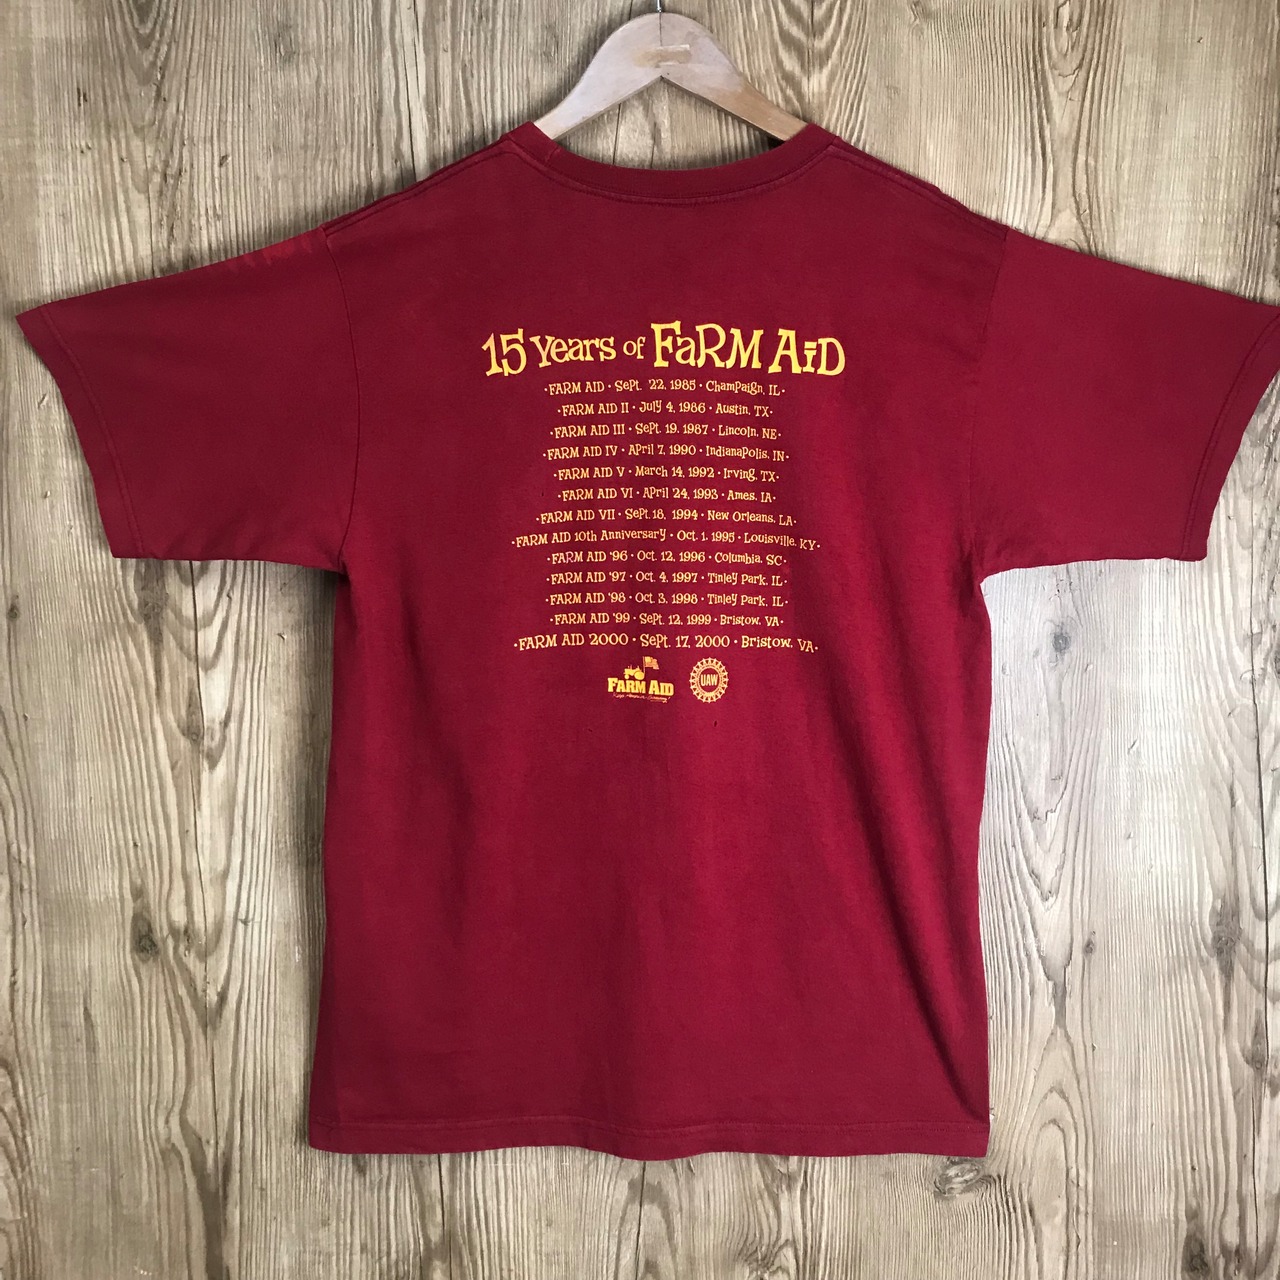 15 Years of FARM AID
·FARM AID · Sept. 22, 1985 · Champaign, IL·
·FARM AID II · July 4, 1986 · Austin, TX·
·FARM AID III · Sept. 19, 1987 · Lincoln, NE·
·FARM AID IV · April 7, 1990 · Indianapolis, IN·
·FARM AID V · March 14, 1992 · Irving, TX·
·FARM AID VI · April 24, 1993 · Ames, IA·
·FARM AID VII · Sept. 18, 1994 · New Orleans, LA·
·FARM AID 10th Anniversary · Oct. 1, 1995 · Louisville, KY·
·FARM AID '96 · Oct. 12, 1996 · Columbia, SC·
·FARM AID '97 · Oct. 4, 1997 · Tinley Park, IL·
·FARM AID '98 · Oct. 3, 1998 · Tinley Park, IL·
·FARM AID '99 · Sept. 12, 1999 · Bristow, VA·
·FARM AID 2000 · Sept. 17, 2000 · Bristow, VA·
FARM AID
UAW